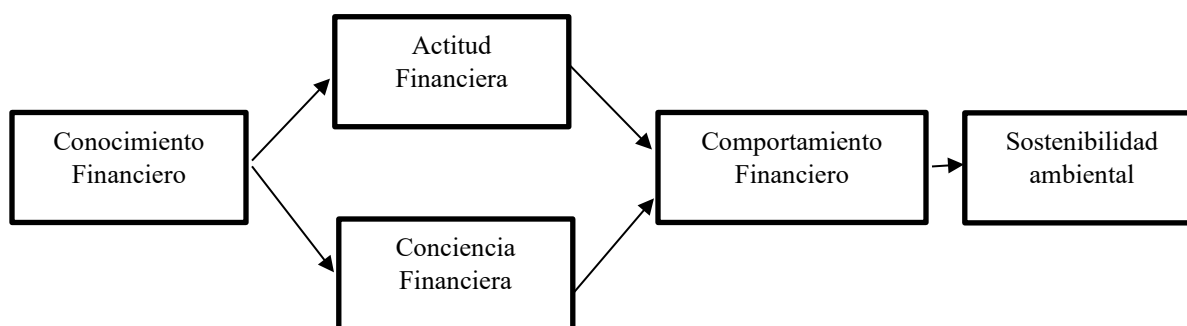 Actitud
Financiera
Conocimiento
Financiero
Comportamiento
Financiero
Sostenibilidad
ambiental
Conciencia
Financiera